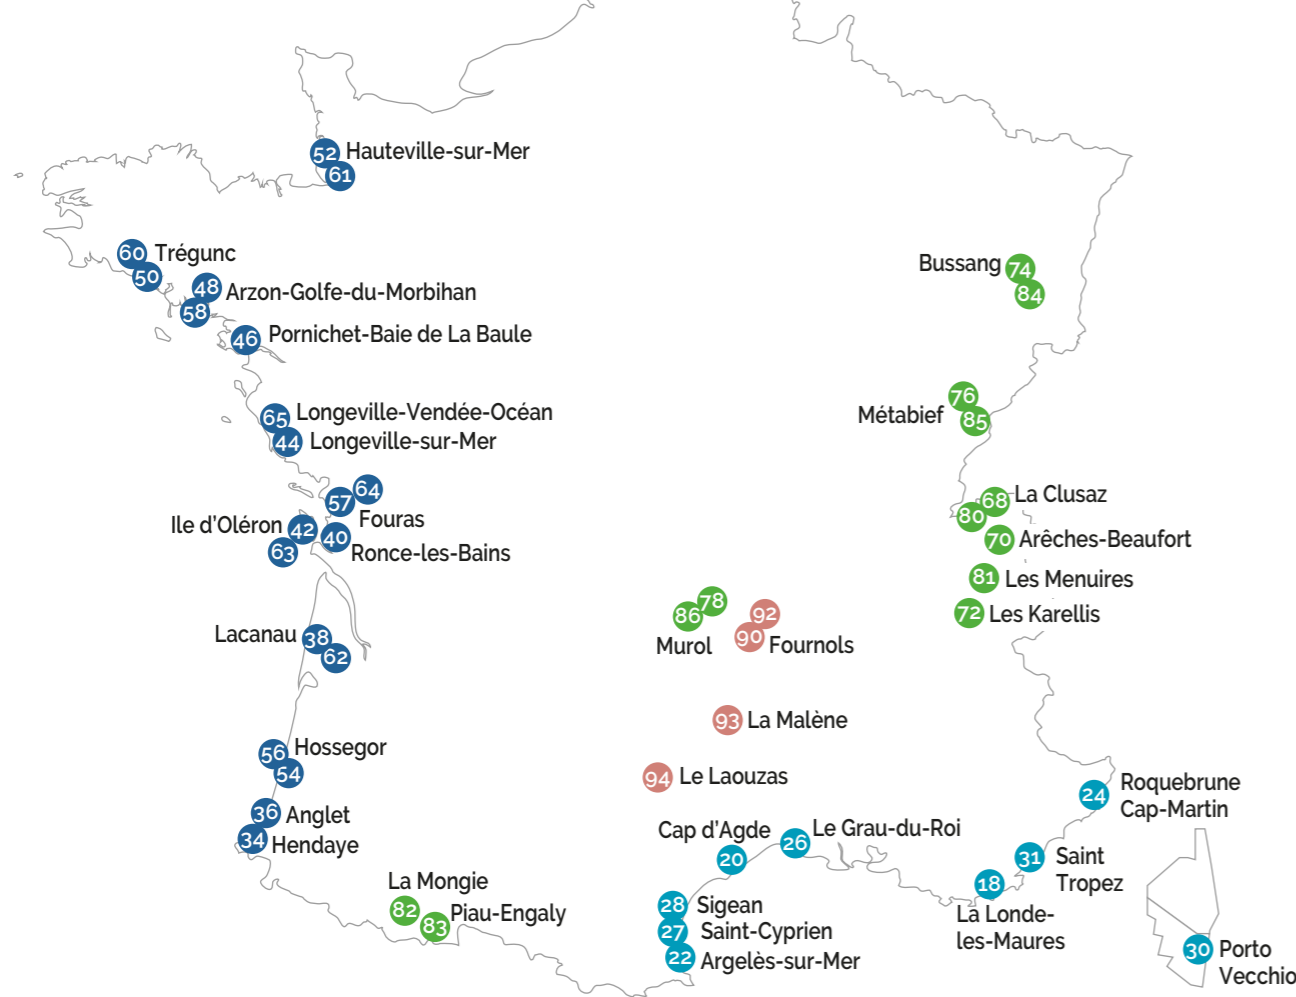 52 Hauteville-sur-Mer
61
60 Trégunc
50
48 Arzon-Golfe-du-Morbihan
58
46 Pornichet-Baie de La Baule
65 Longeville-Vendée-Océan
44 Longeville-sur-Mer
64
57
Fouras
Ile d'Oléron 42
63
40
Ronce-les-Bains
Lacanau 38
62
56 Hossegor
54
36 Anglet
34 Hendaye
La Mongie
82
83 Piau-Engaly
Bussang 74
84
76
Métabief 85
68 La Clusaz
80
70 Arêches-Beaufort
81 Les Menuires
72 Les Karellis
78
86
Murol
92
90
Fournols
93 La Malène
94 Le Laouzas
Cap d'Agde
20
26 Le Grau-du-Roi
28 Sigean
27 Saint-Cyprien
22 Argelès-sur-Mer
24 Roquebrune
Cap-Martin
31 Saint
Tropez
18
La Londe-
les-Maures
30 Porto
Vecchio